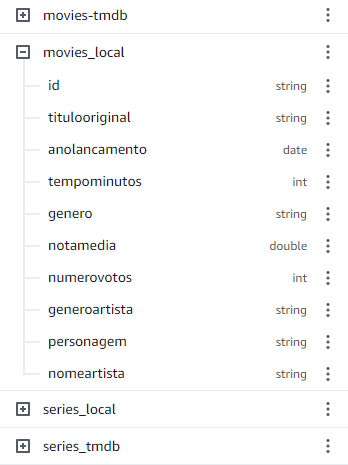 movies-tmdb
movies_local
id string
titulooriginal string
anolancamento date
tempominutos int
genero string
notamedia double
numerovotos int
generoartista string
personagem string
nomeartista string
series_local
series_tmdb